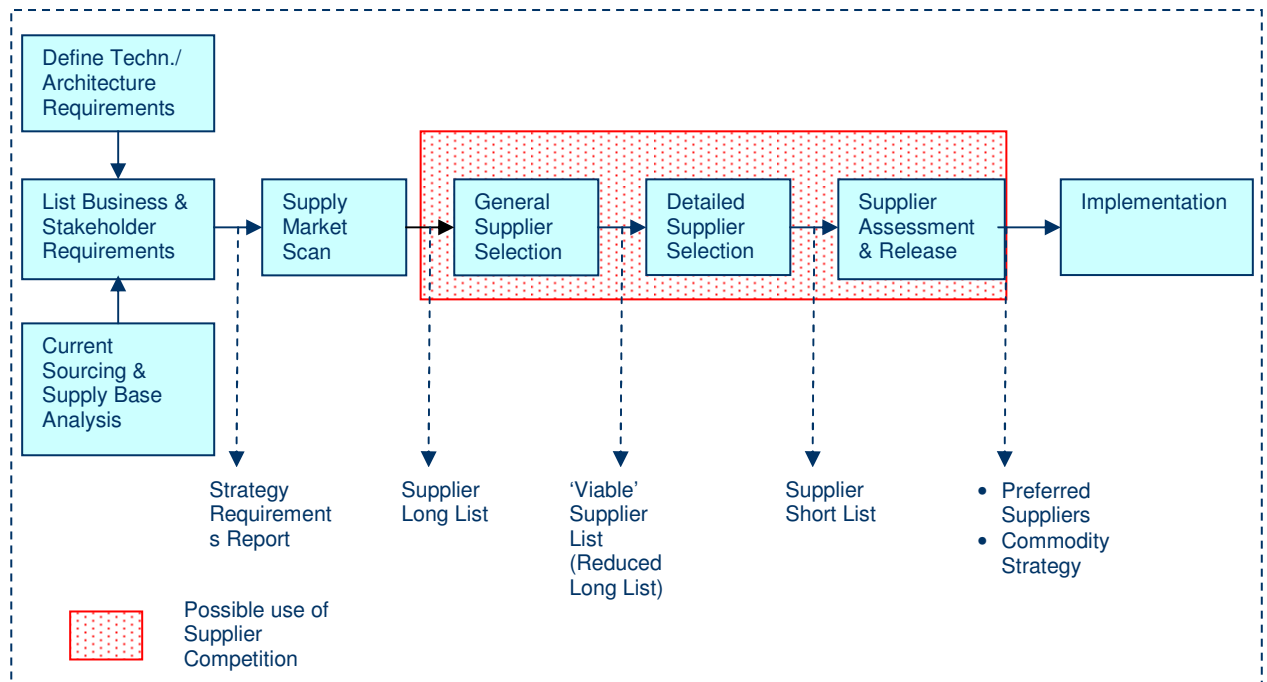 Define Techn./
Architecture
Requirements
List Business &
Stakeholder
Requirements
Supply
Market
Scan
General
Supplier
Selection
Detailed
Supplier
Selection
Supplier
Assessment
& Release
Implementation
Current
Sourcing &
Supply Base
Analysis
Strategy
Requirement
s Report
Supplier
Long List
‘Viable’
Supplier
List
(Reduced
Long List)
Supplier
Short List
• Preferred
Suppliers
• Commodity
Strategy
Possible use of
Supplier
Competition